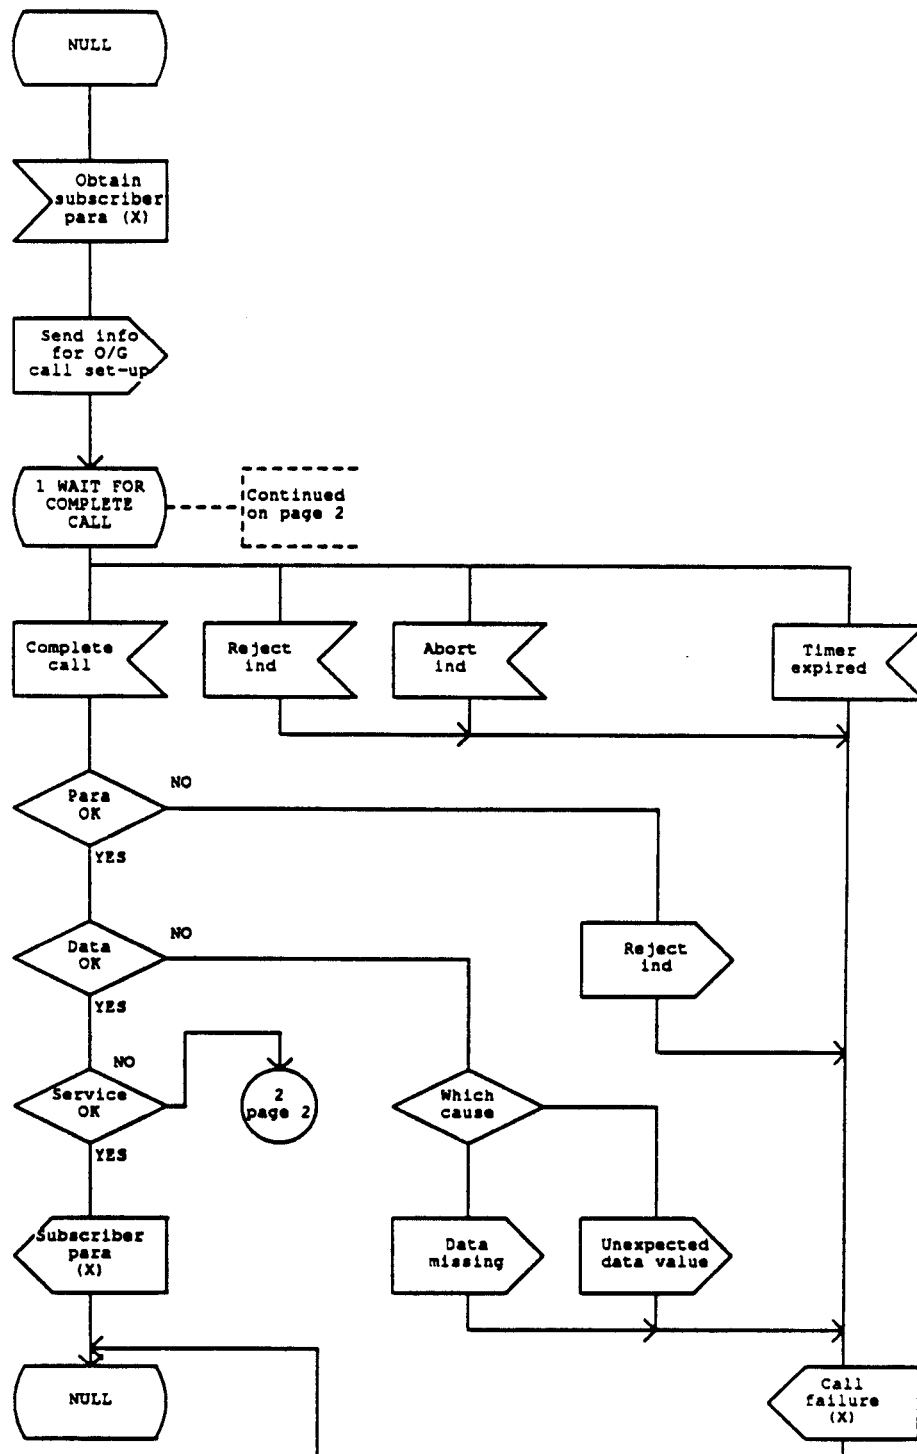 NULL
Obtain
subscriber
para (X)
Send info
for O/G
call set-up
1 WAIT FOR
COMPLETE
CALL
Continued
on page 2
Complete
call
Reject
ind
Abort
ind
Timer
expired
Para
OK
NO
YES
Data
OK
NO
YES
Reject
ind
Service
OK
NO
YES
2
page 2
Which
cause
Subscriber
para
(X)
Data
missing
Unexpected
data value
NULL
Call
failure
(X)